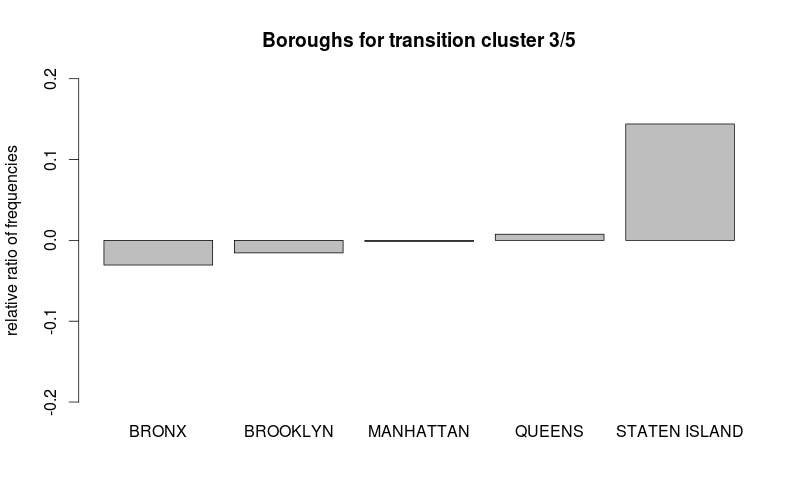 Boroughs for transition cluster 3/5
relative ratio of frequencies
0.2
0.1
0.0
-0.1
-0.2
BRONX BROOKLYN MANHATTAN QUEENS STATEN ISLAND